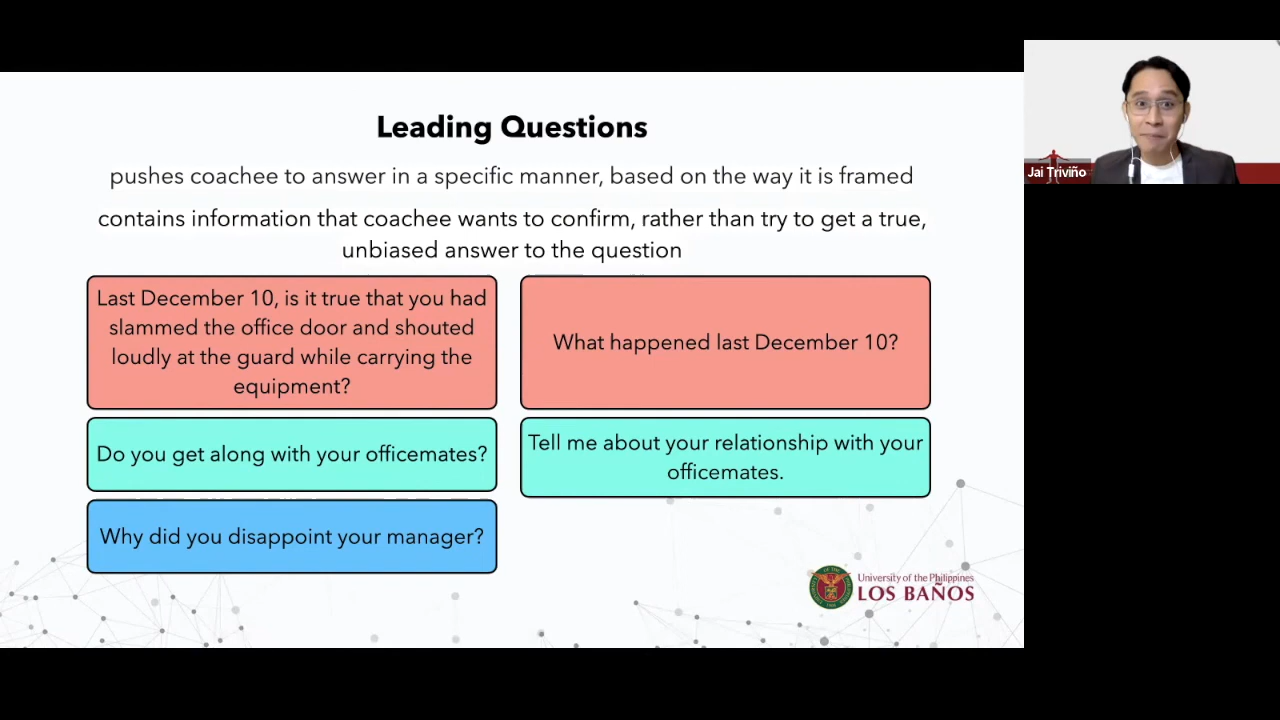 Leading Questions
pushes coachee to answer in a specific manner, based on the way it is framed
contains information that coachee wants to confirm, rather than try to get a true,
unbiased answer to the question
Last December 10, is it true that you had
slammed the office door and shouted
loudly at the guard while carrying the
equipment?
What happened last December 10?
Do you get along with your officemates?
Tell me about your relationship with your
officemates.
Why did you disappoint your manager?
University of the Philippines
LOS BAÑOS
Jai Triviño